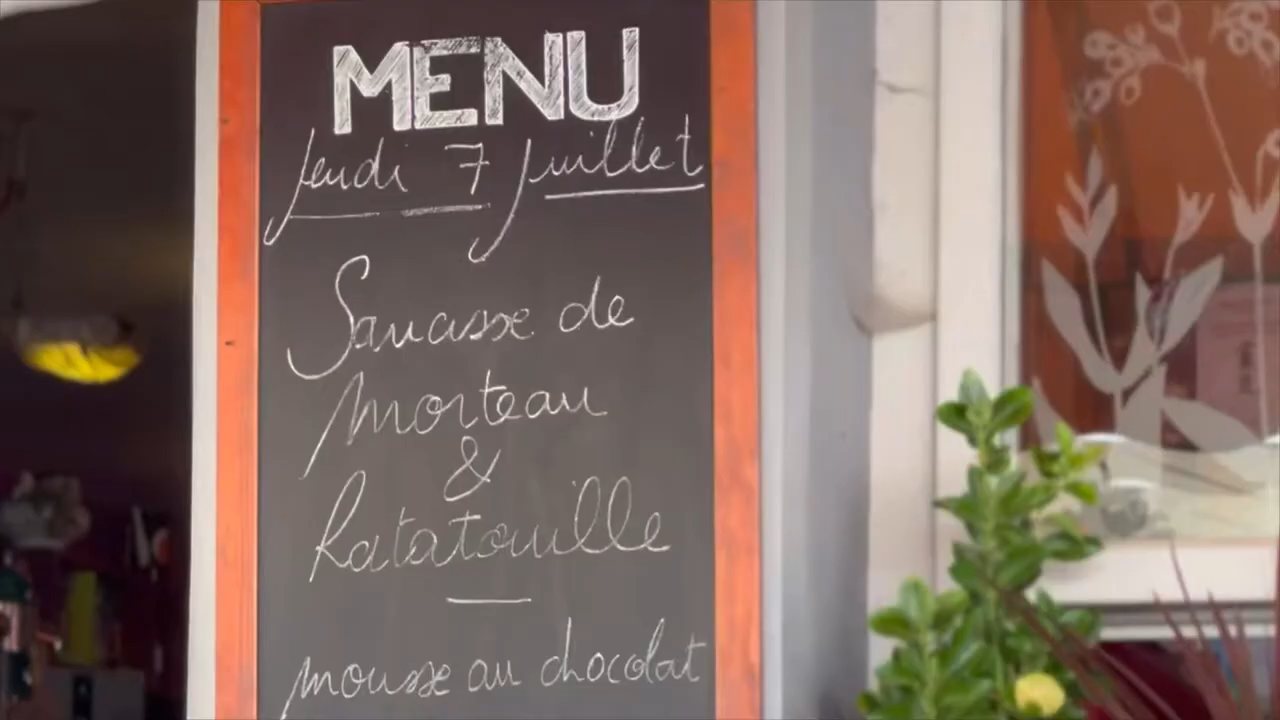 MENU
Jeudi 7 Juillet
Saucisse de
Morteau
&
Ratatouille
mousse au chocolat